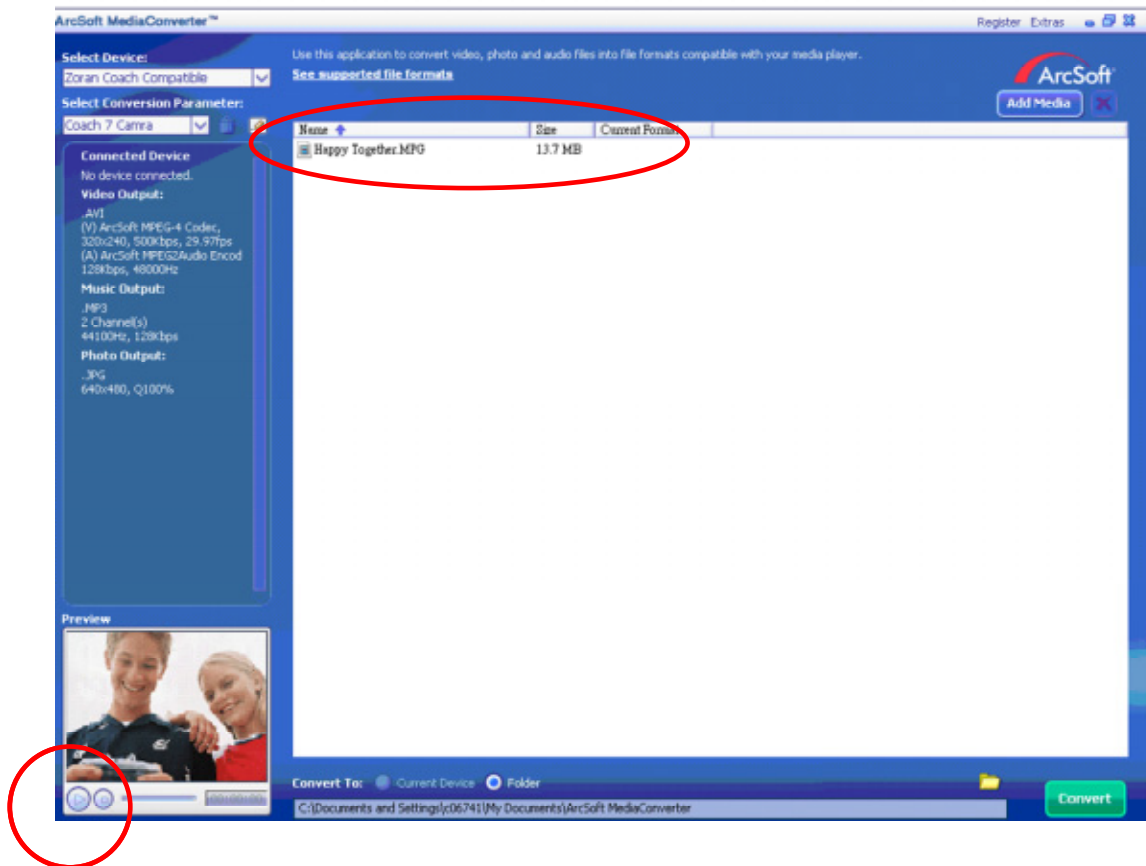 ArcSoft MediaConverter™ Register Extras
Select Device:
Zoran Coach Compatible
Select Conversion Parameter:
Coach 7 Camra
Connected Device
No device connected.
Video Output:
.AVI
(V) ArcSoft MPEG-4 Codec,
320x240, 500Kbps, 29.97fps
(A) ArcSoft MPEG2Audio Encod
128Kbps, 48000Hz
Music Output:
.MP3
2 Channel(s)
44100Hz, 128Kbps
Photo Output:
.JPG
640x480, Q100%
Preview
00:00:00
Use this application to convert video, photo and audio files into file formats compatible with your media player.
See supported file formats
ArcSoft
Add Media
Name Size Current Format
Happy Together.MPG 13.7 MB
Convert To: Current Device Folder
C:\Documents and Settings\c06741\My Documents\ArcSoft MediaConverter
Convert